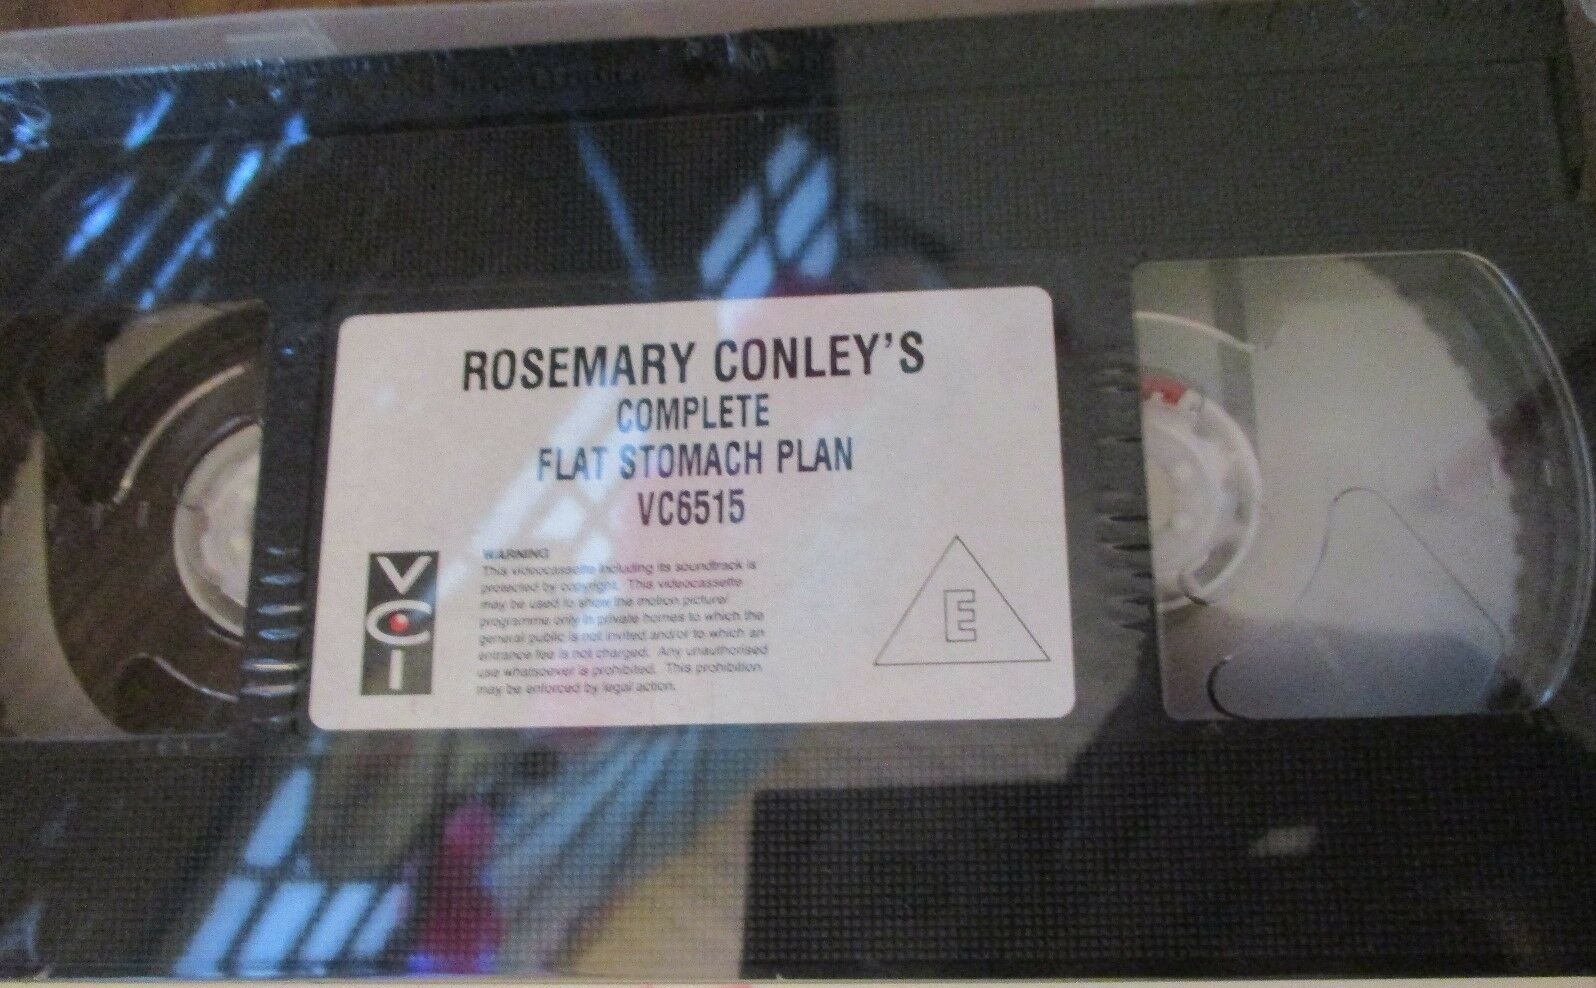 ROSEMARY CONLEY'S
COMPLETE
FLAT STOMACH PLAN
VC6515
VCI
WARNING
This videocassette including its soundtrack is
protected by copyright. This videocassette
may be used to show the motion picture/
programme only in private homes to which the
general public is not invited and/or to which an
entrance fee is not charged. Any unauthorised
use whatsoever is prohibited. This prohibition
may be enforced by legal action.
E